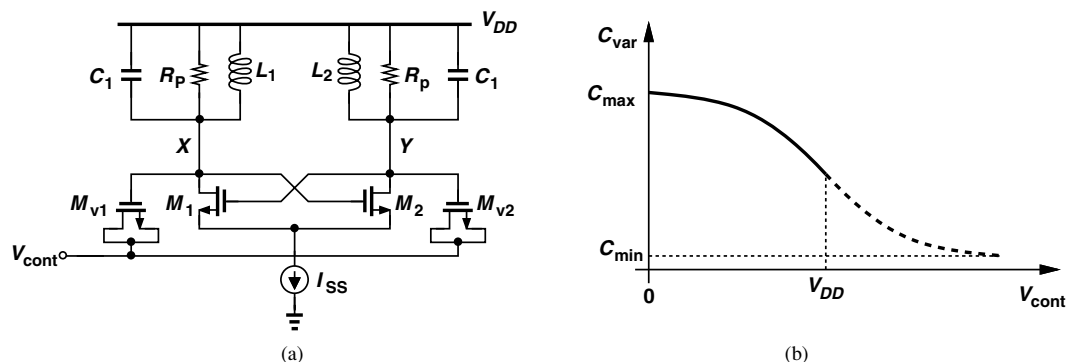 V_DD
C_1 R_P L_1 L_2 R_p C_1
X Y
M_v1 M_1 M_2 M_v2
V_cont
I_SS
(a)
C_var
C_max
C_min
0 V_DD V_cont
(b)